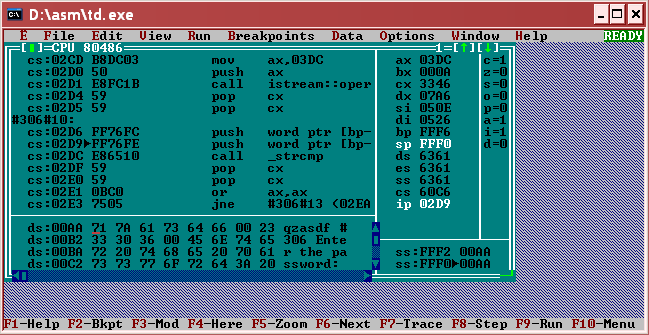 D:\asm\td.exe
E File Edit View Run Breakpoints Data Options Window Help READY
[■]=CPU 80486 1=[↑][↓]
cs:02CD B8DC03 mov ax,03DC ax 03DC c=1
cs:02D0 50 push ax bx 000A z=0
cs:02D1 E8FC1B call istream::oper cx 3346 s=0
cs:02D4 59 pop cx dx 07A6 o=0
cs:02D5 59 pop cx si 050E p=0
#306#10: di 0526 a=1
cs:02D6 FF76FC push word ptr [bp- bp FFF6 i=1
cs:02D9►FF76FE push word ptr [bp- sp FFF0 d=0
cs:02DC E86510 call _strcmp ds 6361
cs:02DF 59 pop cx es 6361
cs:02E0 59 pop cx ss 6361
cs:02E1 0BC0 or ax,ax cs 60C6
cs:02E3 7505 jne #306#13 (02EA ip 02D9
ds:00AA 71 7A 61 73 64 66 00 23 qzasdf #
ds:00B2 33 30 36 00 45 6E 74 65 306 Ente
ds:00BA 72 20 74 68 65 20 70 61 r the pa ss:FFF2 00AA
ds:00C2 73 73 77 6F 72 64 3A 20 ssword: ss:FFF0►00AA
F1-Help F2-Bkpt F3-Mod F4-Here F5-Zoom F6-Next F7-Trace F8-Step F9-Run F10-Menu